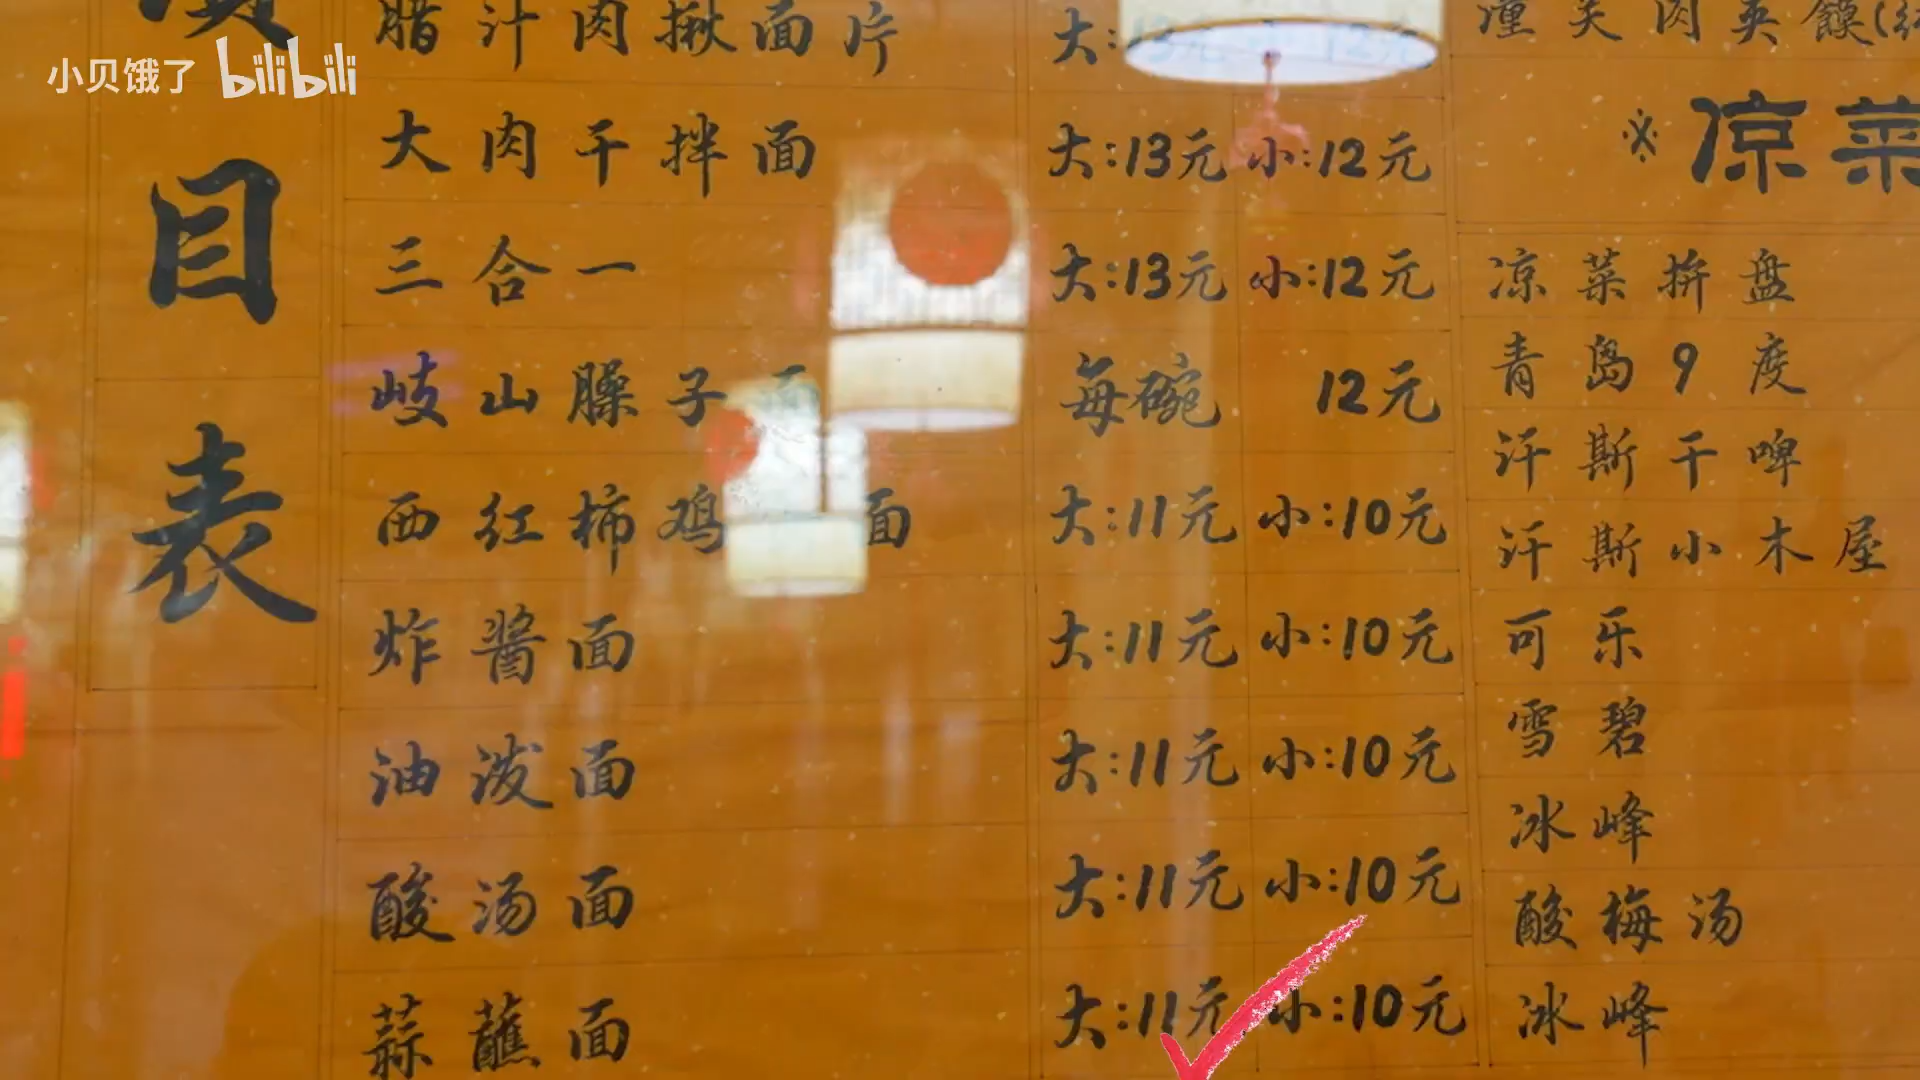 小贝饿了 bilibili
目
表
腊汁肉揪面片 大:13元 小:12元
大肉干拌面 大:13元 小:12元
三合一 大:13元 小:12元
岐山臊子面 每碗 12元
西红柿鸡 面 大:11元 小:10元
炸酱面 大:11元 小:10元
油泼面 大:11元 小:10元
酸汤面 大:11元 小:10元
蒜蘸面 大:11元 小:10元
潼关肉夹馍(
※凉菜
凉菜拚盘
青岛9度
汗斯干啤
汗斯小木屋
可乐
雪碧
冰峰
酸梅汤
冰峰